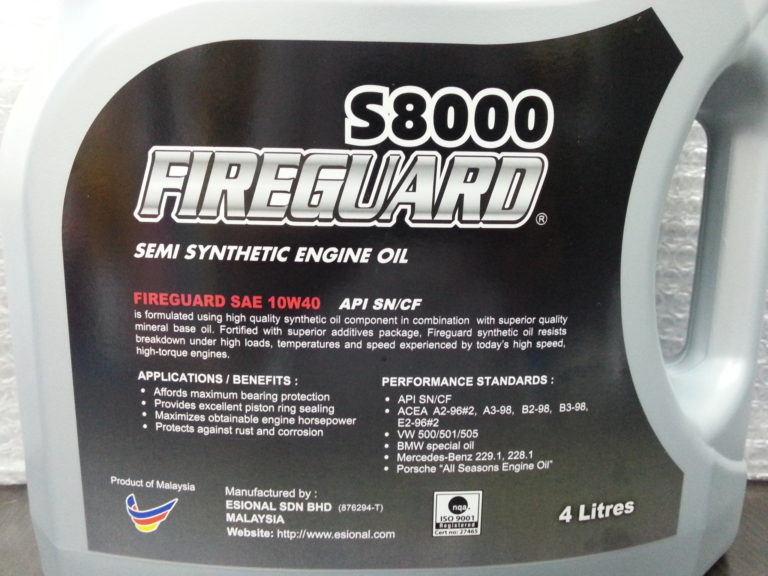 S8000
FIREGUARD®
SEMI SYNTHETIC ENGINE OIL
FIREGUARD SAE 10W40 API SN/CF
is formulated using high quality synthetic oil component in combination with superior quality
mineral base oil. Fortified with superior additives package, Fireguard synthetic oil resists
breakdown under high loads, temperatures and speed experienced by today's high speed,
high-torque engines.
APPLICATIONS / BENEFITS :
• Affords maximum bearing protection
• Provides excellent piston ring sealing
• Maximizes obtainable engine horsepower
• Protects against rust and corrosion
PERFORMANCE STANDARDS :
• API SN/CF
• ACEA A2-96#2, A3-98, B2-98, B3-98,
E2-96#2
• VW 500/501/505
• BMW special oil
• Mercedes-Benz 229.1, 228.1
• Porsche "All Seasons Engine Oil"
Product of Malaysia
Manufactured by :
ESIONAL SDN BHD (876294-T)
MALAYSIA
Website: http://www.esional.com
nqa.
ISO 9001
Registered
Cert no: 27465
4 Litres